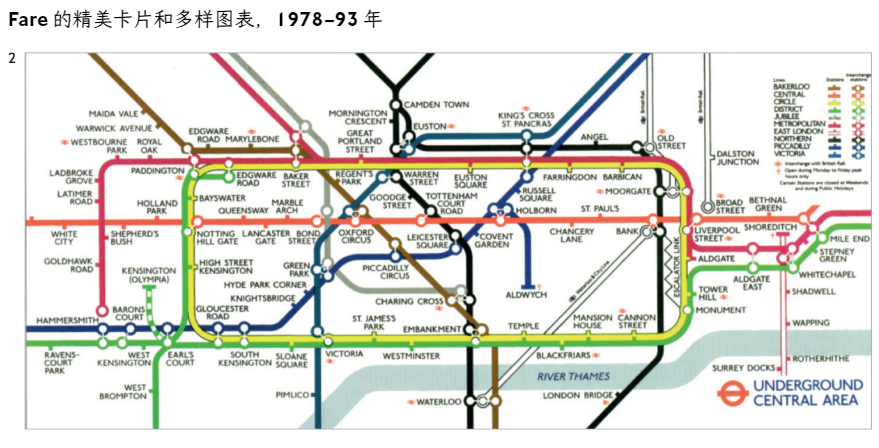 Fare 的精美卡片和多样图表，1978–93 年
2
MAIDA VALE
WARWICK AVENUE
WESTBOURNE
PARK
ROYAL
OAK
EDGWARE
ROAD
MARYLEBONE
LADBROKE
GROVE
LATIMER
ROAD
PADDINGTON
EDGWARE
ROAD
BAKER
STREET
MORNINGTON
CRESCENT
CAMDEN TOWN
EUSTON
GREAT
PORTLAND
STREET
REGENT'S
PARK
WARREN
STREET
KING'S CROSS
ST. PANCRAS
ANGEL
OLD
STREET
EUSTON
SQUARE
FARRINGDON
BARBICAN
MOORGATE
British Rail
British Rail
DALSTON
JUNCTION
Lines
Stations
Interchange
stations
BAKERLOO
CENTRAL
CIRCLE
DISTRICT
JUBILEE
METROPOLITAN
EAST LONDON
NORTHERN
PICCADILLY
VICTORIA
Interchange with British Rail
Open during Monday to Friday peak
hours only
Certain Stations are closed at Weekends
and during Public Holidays
HOLLAND
PARK
BAYSWATER
QUEENSWAY
MARBLE
ARCH
GOODGE
STREET
TOTTENHAM
COURT
ROAD
RUSSELL
SQUARE
HOLBORN
ST. PAUL'S
BROAD
STREET
BETHNAL
GREEN
SHOREDITCH
WHITE
CITY
SHEPHERD'S
BUSH
NOTTING
HILL GATE
LANCASTER
GATE
BOND
STREET
OXFORD
CIRCUS
LEICESTER
SQUARE
COVENT
GARDEN
CHANCERY
LANE
BANK
LIVERPOOL
STREET
MILE END
STEPNEY
GREEN
GOLDHAWK
ROAD
KENSINGTON
(OLYMPIA)
HIGH STREET
KENSINGTON
GREEN
PARK
PICCADILLY
CIRCUS
HYDE PARK CORNER
KNIGHTSBRIDGE
CHARING CROSS
ALDWYCH
Waterloo & City Line
ESCALATOR LINK
ALDGATE
ALDGATE
EAST
WHITECHAPEL
TOWER
HILL
MONUMENT
SHADWELL
WAPPING
HAMMERSMITH
BARONS
COURT
GLOUCESTER
ROAD
ST. JAMES'S
PARK
EMBANKMENT
TEMPLE
MANSION
HOUSE
CANNON
STREET
RAVENS-
COURT
PARK
WEST
KENSINGTON
EARL'S
COURT
SOUTH
KENSINGTON
SLOANE
SQUARE
VICTORIA
WESTMINSTER
BLACKFRIARS
ROTHERHITHE
SURREY DOCKS
WEST
BROMPTON
PIMLICO
WATERLOO
RIVER THAMES
LONDON BRIDGE
UNDERGROUND
CENTRAL AREA